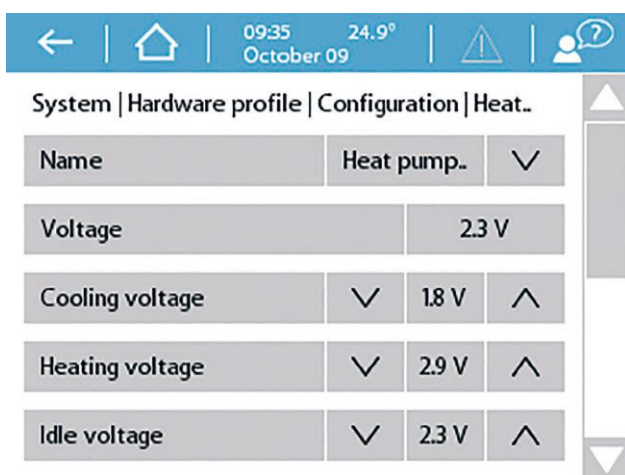 09:35 24.9°
October 09
?
System | Hardware profile | Configuration | Heat..
Name Heat pump..
Voltage 2.3 V
Cooling voltage 1.8 V
Heating voltage 2.9 V
Idle voltage 2.3 V